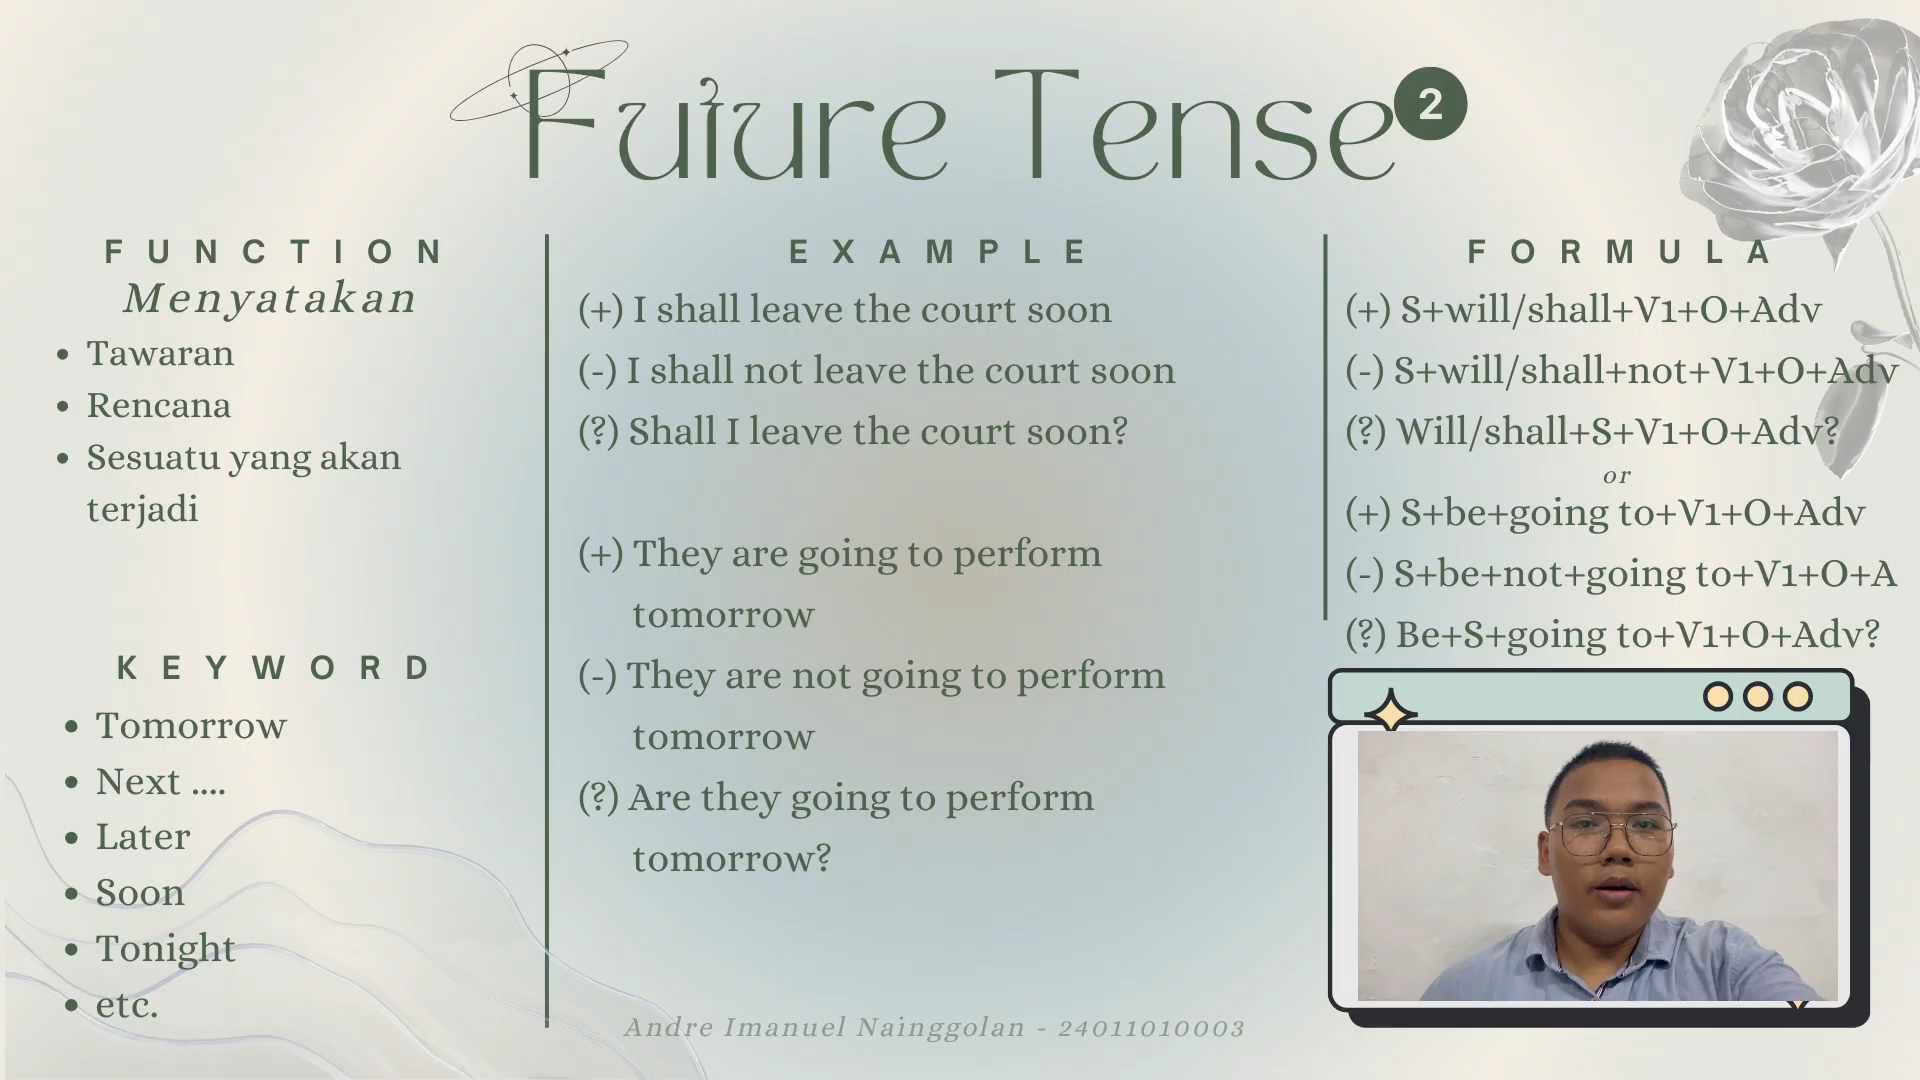 Future Tense 2
FUNCTION
Menyatakan
• Tawaran
• Rencana
• Sesuatu yang akan
terjadi
KEYWORD
• Tomorrow
• Next ....
• Later
• Soon
• Tonight
• etc.
EXAMPLE
(+) I shall leave the court soon
(-) I shall not leave the court soon
(?) Shall I leave the court soon?
(+) They are going to perform
tomorrow
(-) They are not going to perform
tomorrow
(?) Are they going to perform
tomorrow?
FORMULA
(+) S+will/shall+V1+O+Adv
(-) S+will/shall+not+V1+O+Adv
(?) Will/shall+S+V1+O+Adv?
or
(+) S+be+going to+V1+O+Adv
(-) S+be+not+going to+V1+O+A
(?) Be+S+going to+V1+O+Adv?
Andre Imanuel Nainggolan - 24011010003